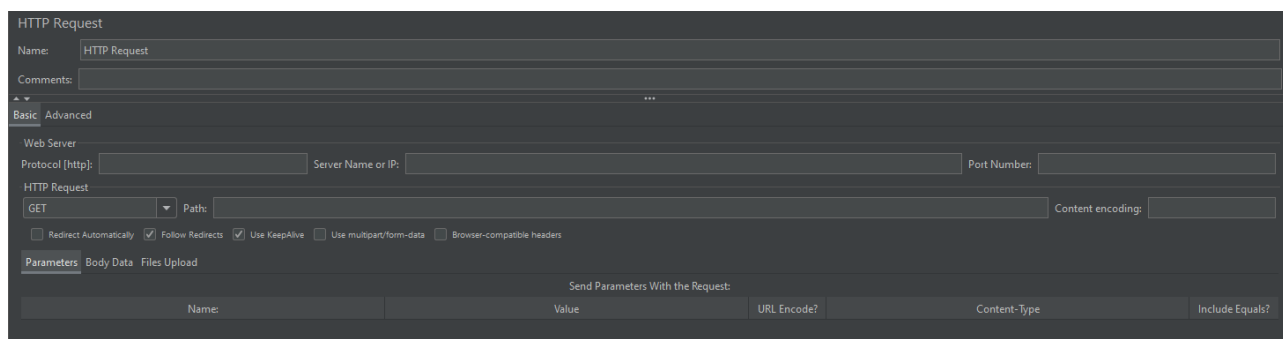 HTTP Request
Name: HTTP Request
Comments:
Basic Advanced
Web Server
Protocol [http]: Server Name or IP: Port Number:
HTTP Request
GET Path: Content encoding:
Redirect Automatically Follow Redirects Use KeepAlive Use multipart/form-data Browser-compatible headers
Parameters Body Data Files Upload
Send Parameters With the Request:
Name: Value URL Encode? Content-Type Include Equals?